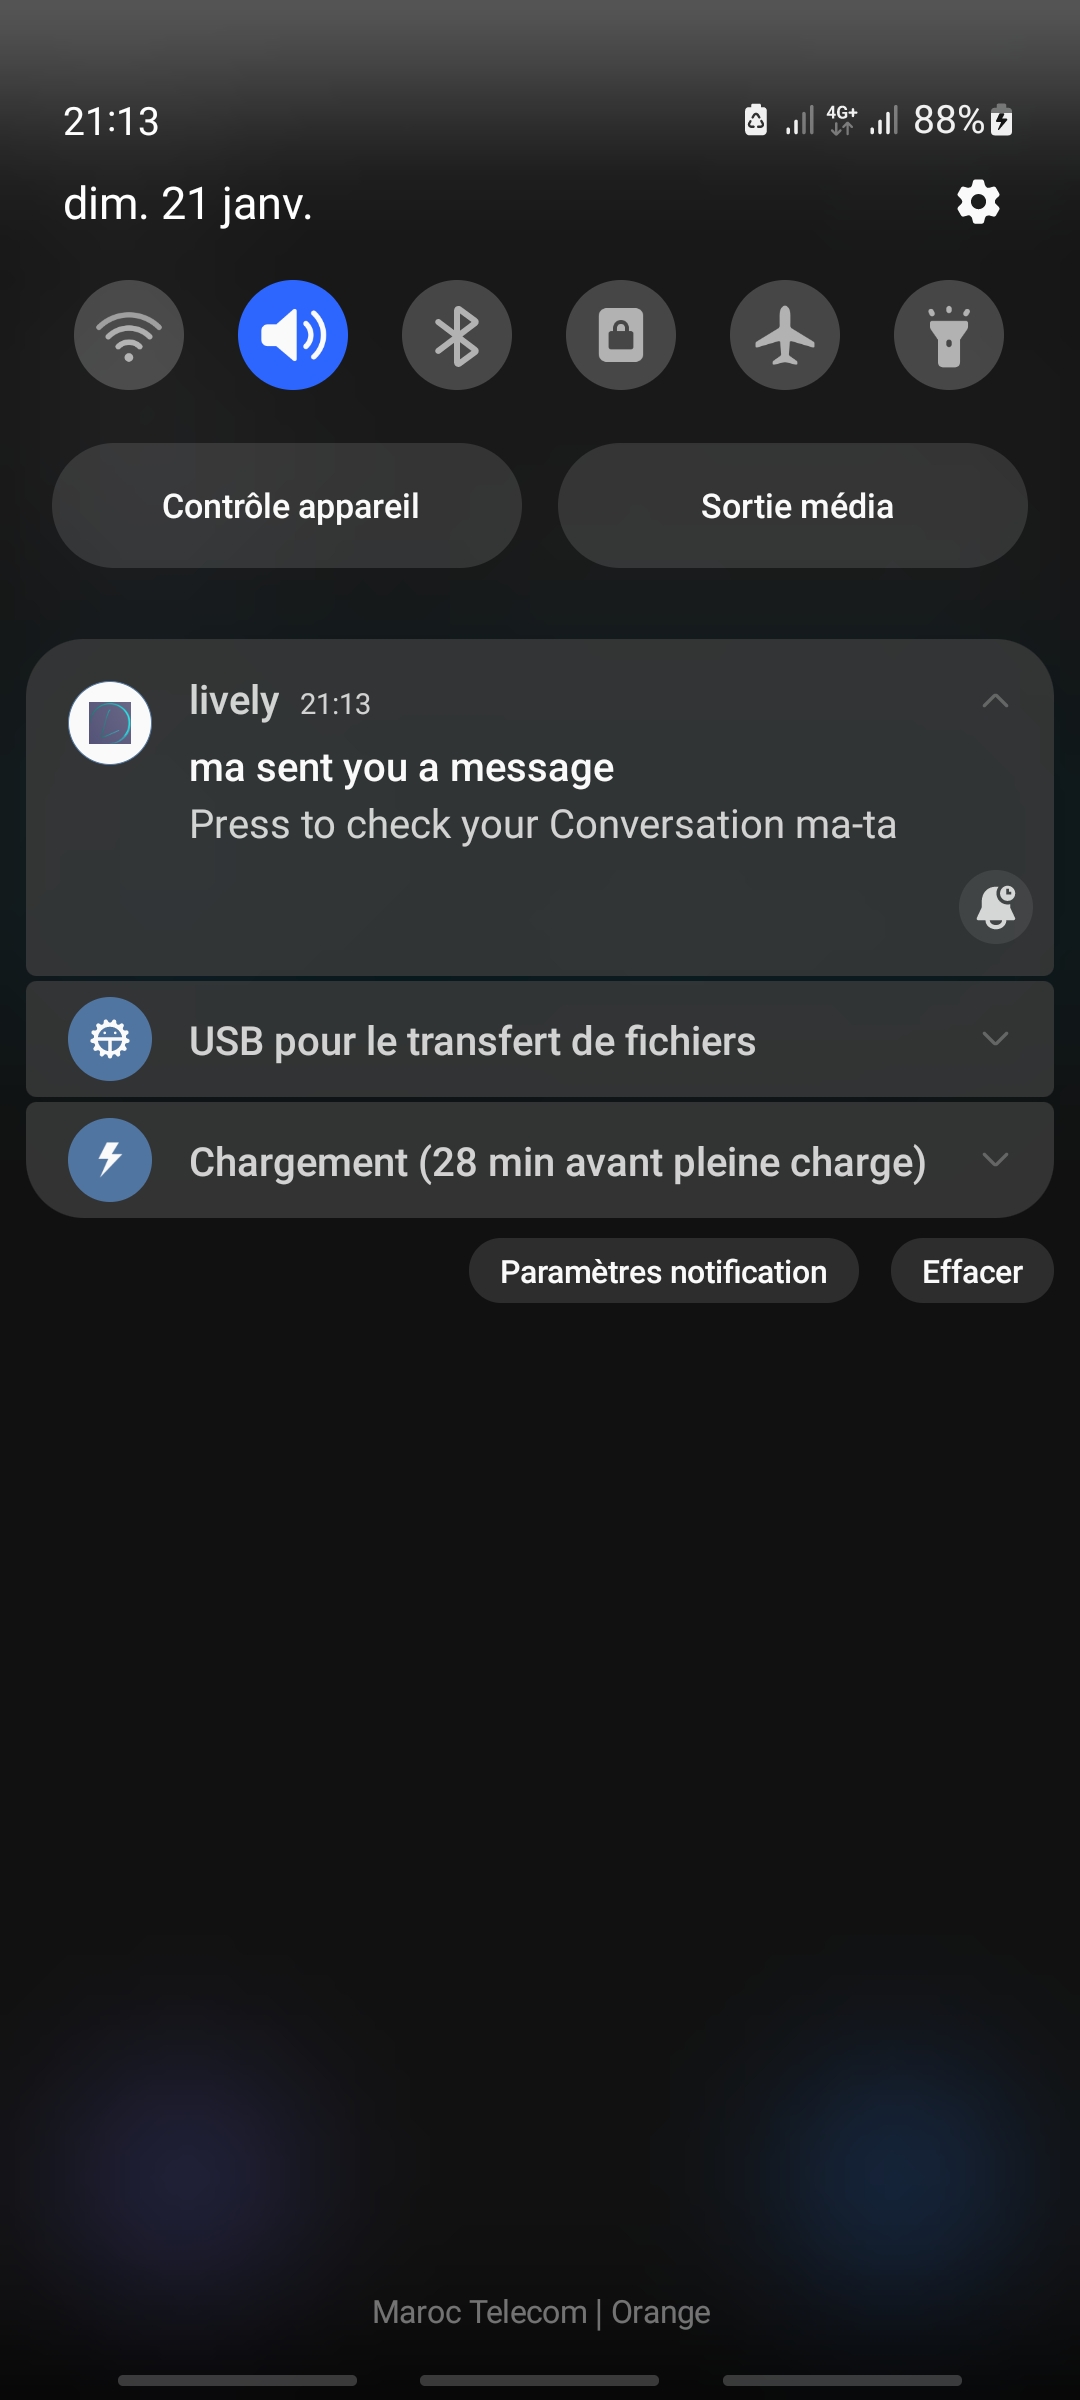 21:13
4G+
88%
dim. 21 janv.
Contrôle appareil
Sortie média
lively 21:13
ma sent you a message
Press to check your Conversation ma-ta
USB pour le transfert de fichiers
Chargement (28 min avant pleine charge)
Paramètres notification
Effacer
Maroc Telecom | Orange